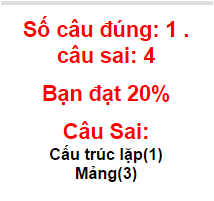 Số câu đúng: 1 .
câu sai: 4
Bạn đạt 20%
Câu Sai:
Cấu trúc lặp(1)
Mảng(3)